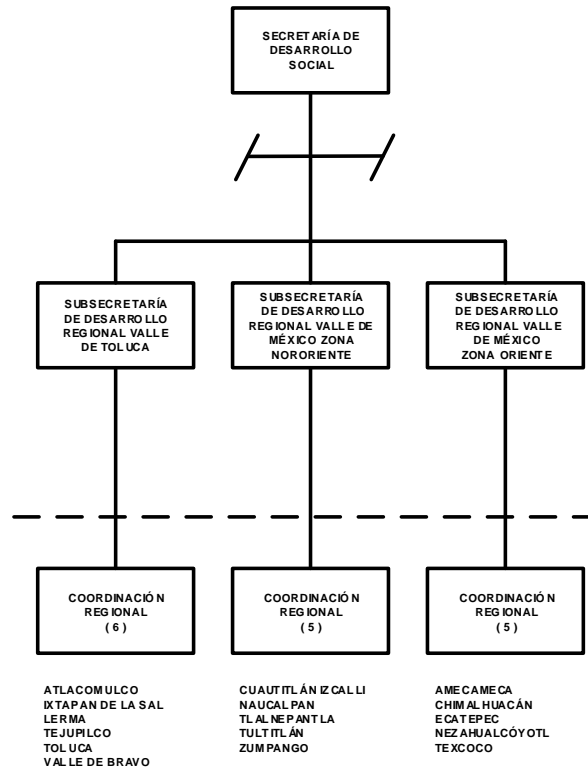 SECRETARÍA DE
DESARROLLO
SOCIAL
SUBSECRETARÍA
DE DESARROLLO
REGIONAL VALLE
DE TOLUCA
SUBSECRETARÍA
DE DESARROLLO
REGIONAL VALLE DE
MÉXICO ZONA
NORORIENTE
SUBSECRETARÍA
DE DESARROLLO
REGIONAL VALLE
DE MÉXICO
ZONA ORIENTE
COORDINACIÓN
REGIONAL
( 6 )
COORDINACIÓN
REGIONAL
( 5 )
COORDINACIÓN
REGIONAL
( 5 )
ATLACOMULCO
IXTAPAN DE LA SAL
LERMA
TEJUPILCO
TOLUCA
VALLE DE BRAVO
CUAUTITLÁN IZCALLI
NAUCALPAN
TLALNEPANTLA
TULTITLÁN
ZUMPANGO
AMECAMECA
CHIMALHUACÁN
ECATEPEC
NEZAHUALCÓYOTL
TEXCOCO